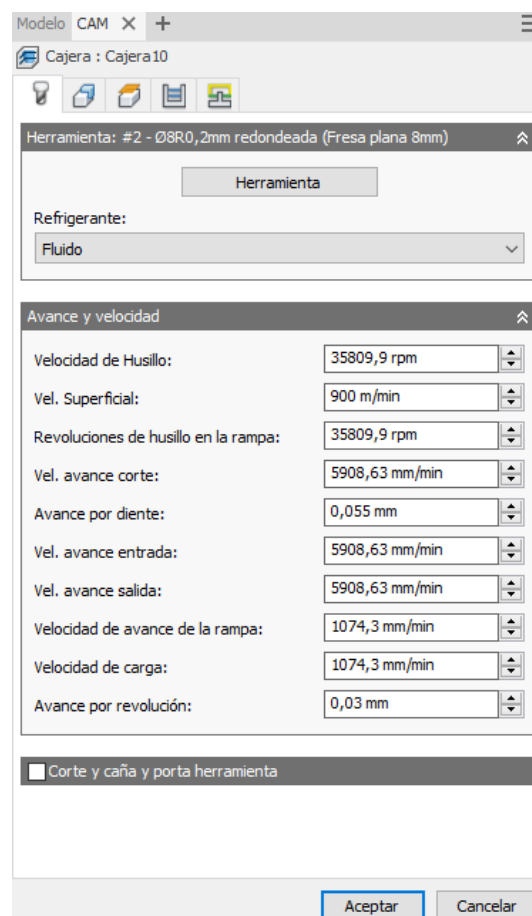 Modelo CAM
Cajera : Cajera10
Herramienta: #2 - Ø8R0,2mm redondeada (Fresa plana 8mm)
Herramienta
Refrigerante:
Fluido
Avance y velocidad
Velocidad de Husillo: 35809,9 rpm
Vel. Superficial: 900 m/min
Revoluciones de husillo en la rampa: 35809,9 rpm
Vel. avance corte: 5908,63 mm/min
Avance por diente: 0,055 mm
Vel. avance entrada: 5908,63 mm/min
Vel. avance salida: 5908,63 mm/min
Velocidad de avance de la rampa: 1074,3 mm/min
Velocidad de carga: 1074,3 mm/min
Avance por revolución: 0,03 mm
Corte y caña y porta herramienta
Aceptar Cancelar